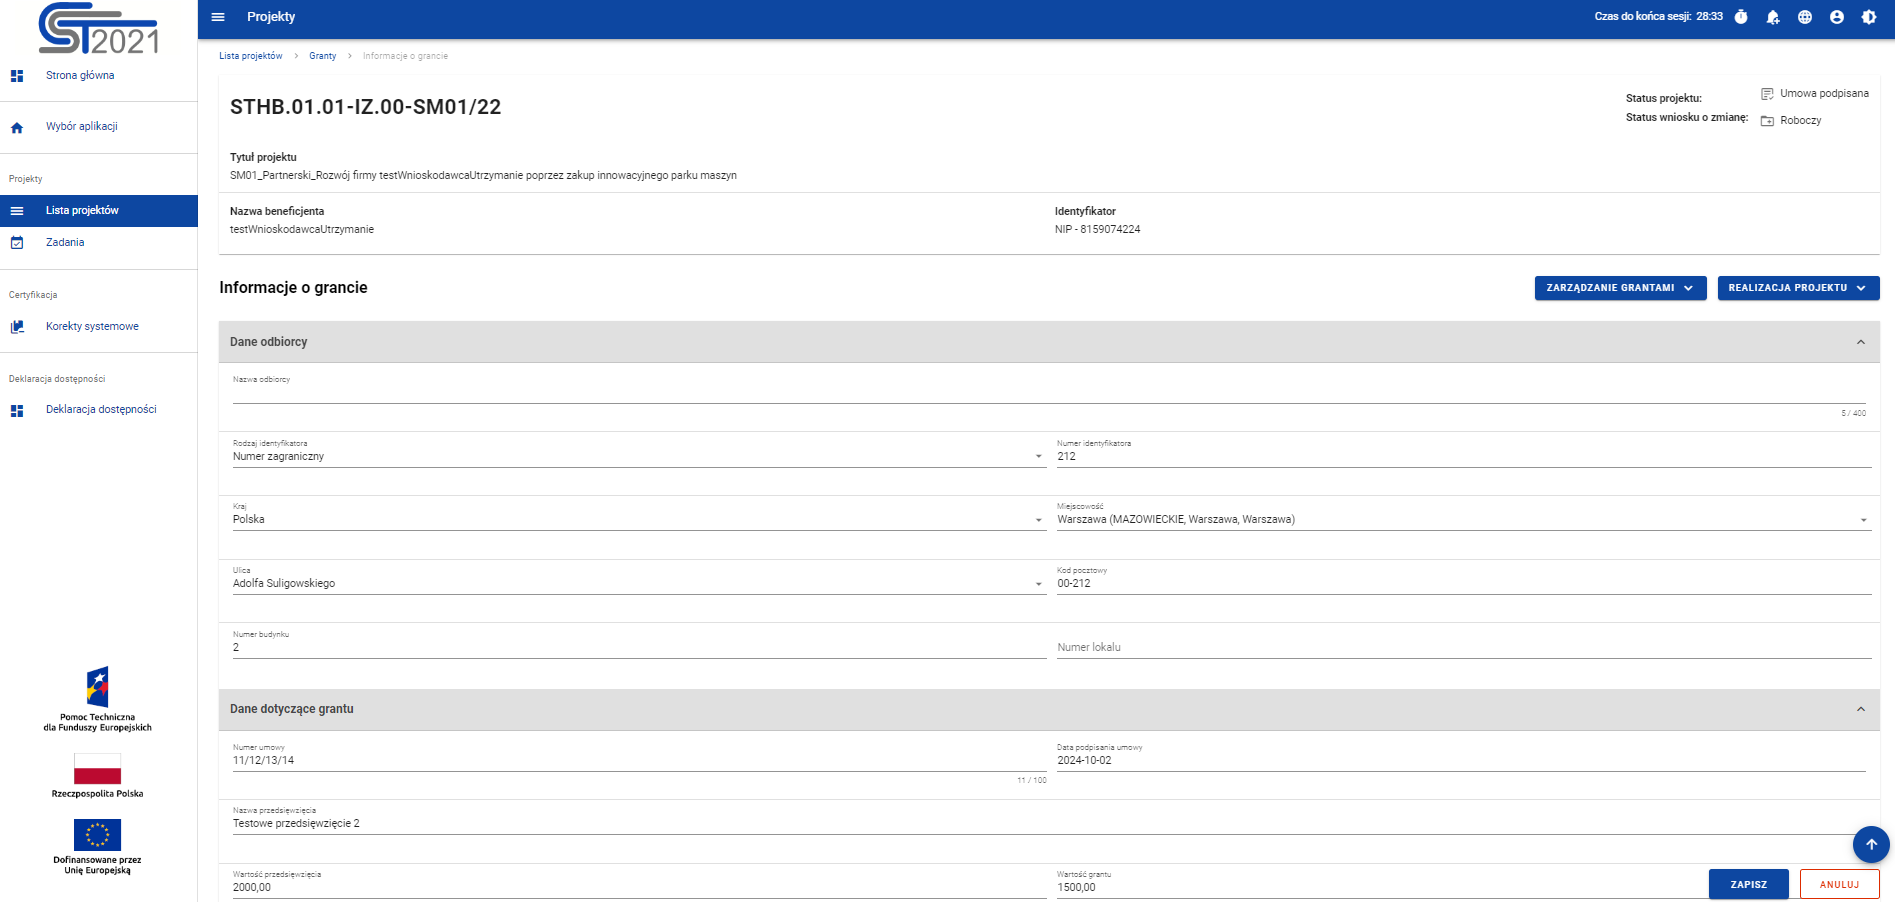 CST2021
Projekty
Czas do końca sesji: 28:33
Strona główna
Wybór aplikacji
Projekty
Lista projektów
Zadania
Certyfikacja
Korekty systemowe
Deklaracja dostępności
Deklaracja dostępności
Pomoc Techniczna
dla Funduszy Europejskich
Rzeczpospolita Polska
Dofinansowane przez
Unię Europejską
Lista projektów > Granty > Informacje o grancie
STHB.01.01-IZ.00-SM01/22
Status projektu: Umowa podpisana
Status wniosku o zmianę: Roboczy
Tytuł projektu
SM01_Partnerski_Rozwój firmy testWnioskodawcaUtrzymanie poprzez zakup innowacyjnego parku maszyn
Nazwa beneficjenta
testWnioskodawcaUtrzymanie
Identyfikator
NIP - 8159074224
Informacje o grancie
ZARZĄDZANIE GRANTAMI
REALIZACJA PROJEKTU
Dane odbiorcy
Nazwa odbiorcy
5 / 400
Rodzaj identyfikatora
Numer zagraniczny
Numer identyfikatora
212
Kraj
Polska
Miejscowość
Warszawa (MAZOWIECKIE, Warszawa, Warszawa)
Ulica
Adolfa Suligowskiego
Kod pocztowy
00-212
Numer budynku
2
Numer lokalu
Dane dotyczące grantu
Numer umowy
11/12/13/14
11 / 100
Data podpisania umowy
2024-10-02
Nazwa przedsięwzięcia
Testowe przedsięwzięcie 2
Wartość przedsięwzięcia
2000,00
Wartość grantu
1500,00
ZAPISZ
ANULUJ